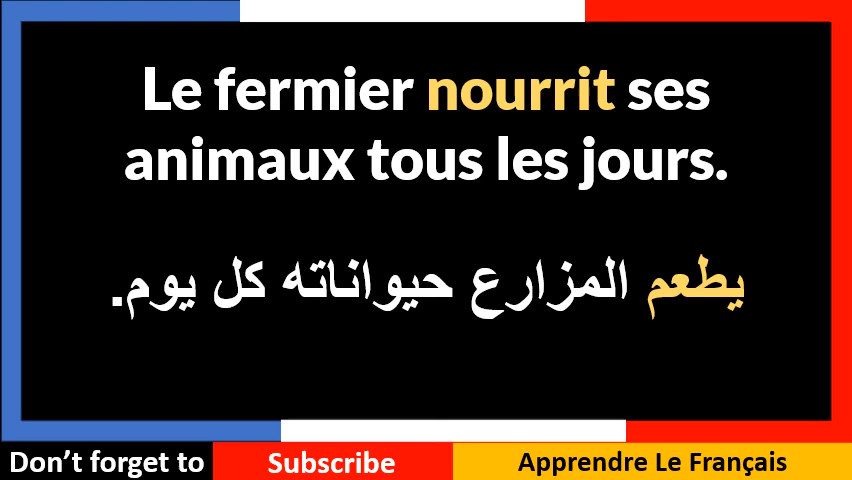 Le fermier nourrit ses
animaux tous les jours.
يطعم المزارع حيواناته كل يوم.
Don't forget to
Subscribe
Apprendre Le Français